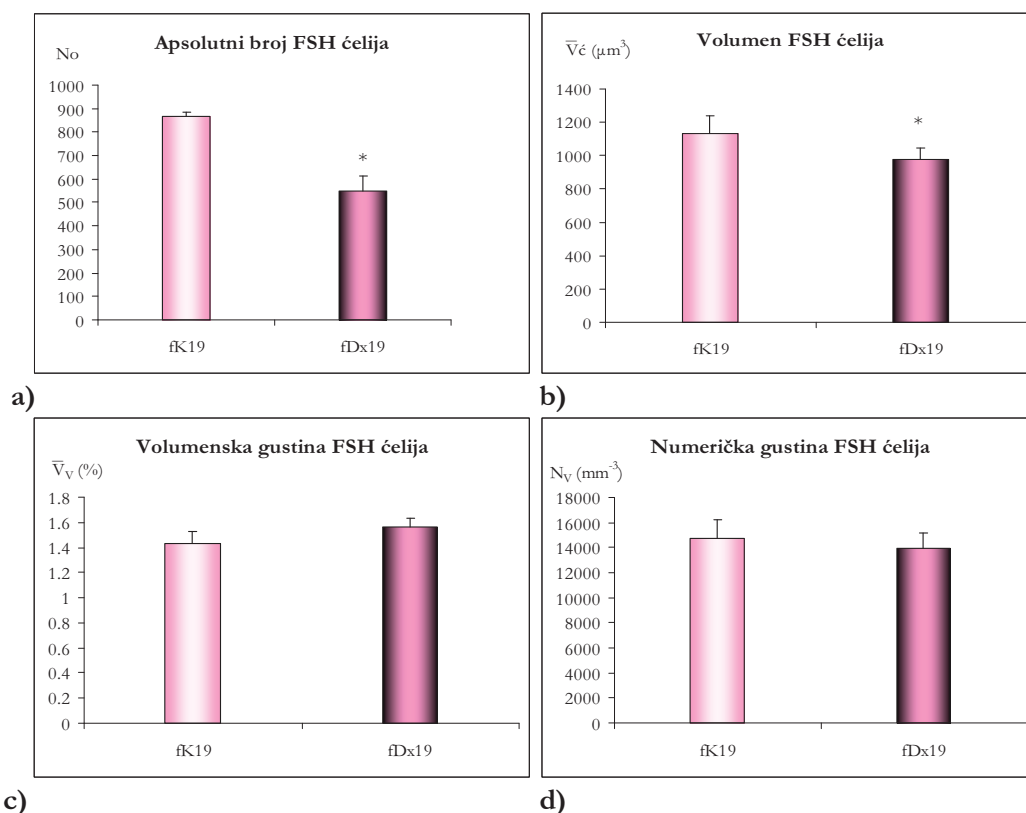 Apsolutni broj FSH ćelija
No
1000
900
800
700
600
500
400
300
200
100
0
*
fK19
fDx19
a)
Volumen FSH ćelija
V̅ć (µm³)
1400
1200
1000
800
600
400
200
0
*
fK19
fDx19
b)
Volumenska gustina FSH ćelija
V̅V (%)
1.8
1.6
1.4
1.2
1
0.8
0.6
0.4
0.2
0
fK19
fDx19
c)
Numerička gustina FSH ćelija
NV (mm⁻³)
18000
16000
14000
12000
10000
8000
6000
4000
2000
0
fK19
fDx19
d)